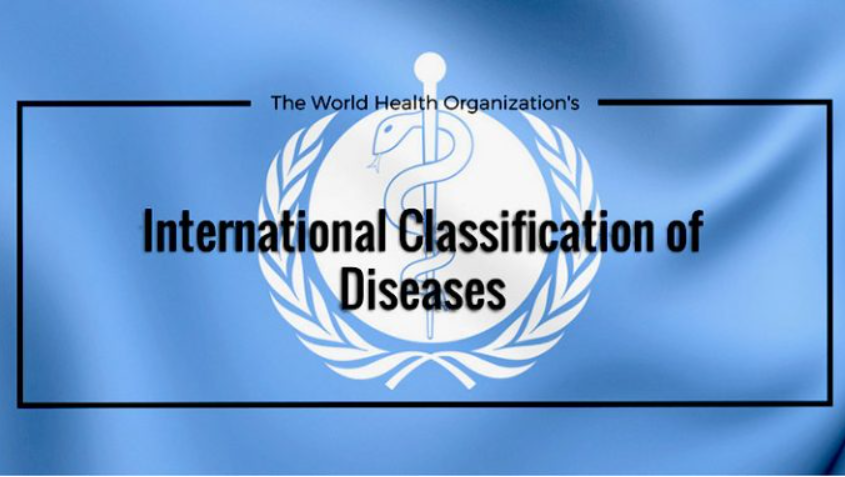 The World Health Organization's
International Classification of
Diseases